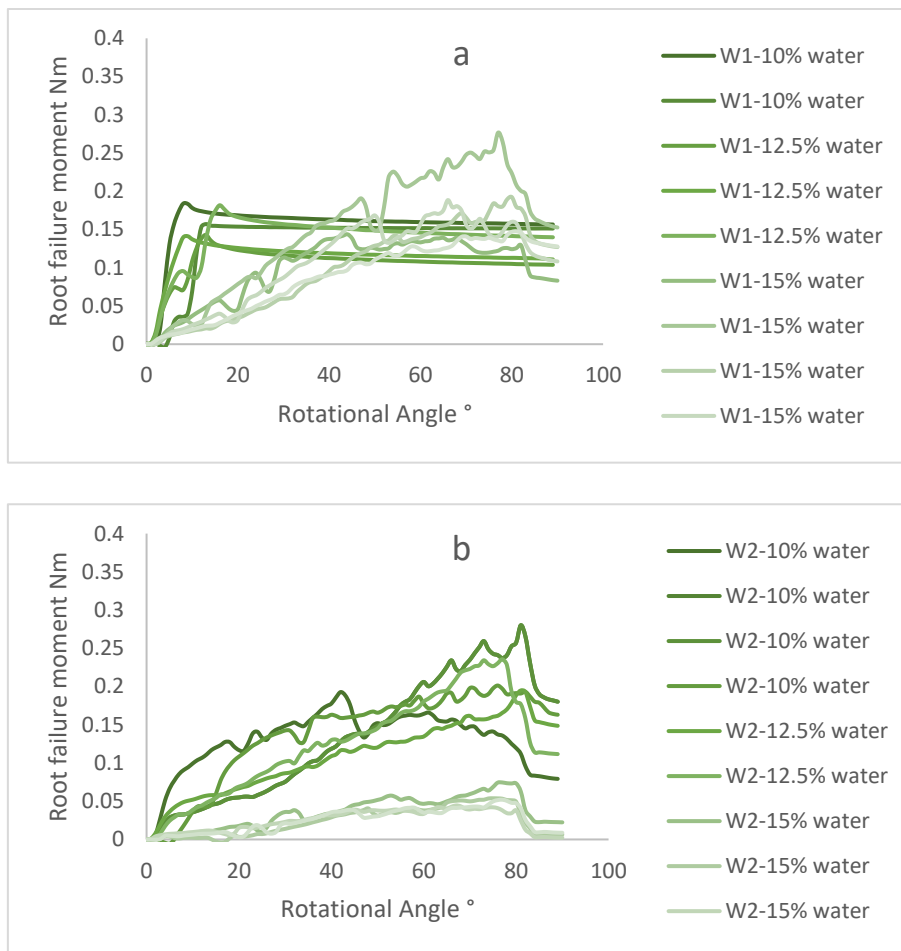 a
Root failure moment Nm
0.4
0.35
0.3
0.25
0.2
0.15
0.1
0.05
0
0 20 40 60 80 100
Rotational Angle °
W1-10% water
W1-10% water
W1-12.5% water
W1-12.5% water
W1-12.5% water
W1-15% water
W1-15% water
W1-15% water
W1-15% water
b
Root failure moment Nm
0.4
0.35
0.3
0.25
0.2
0.15
0.1
0.05
0
0 20 40 60 80 100
Rotational Angle °
W2-10% water
W2-10% water
W2-10% water
W2-10% water
W2-12.5% water
W2-12.5% water
W2-15% water
W2-15% water
W2-15% water